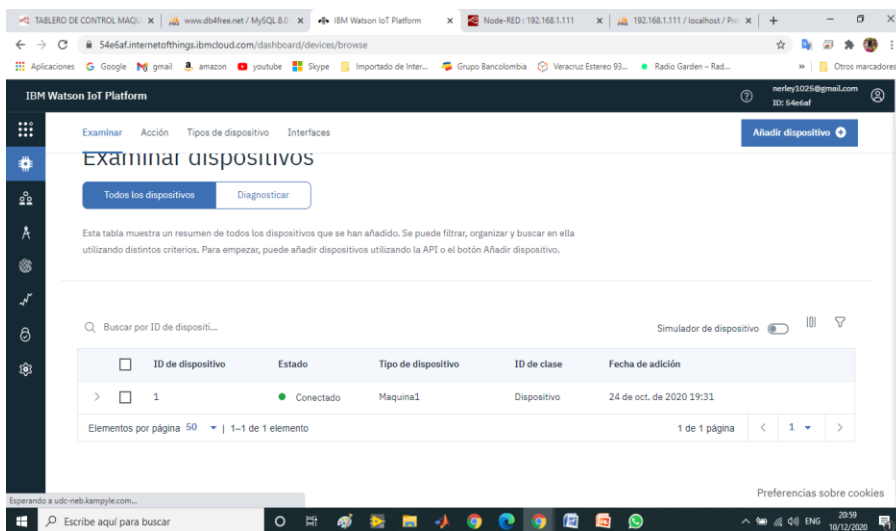 TABLERO DE CONTROL MAQU
www.db4free.net / MySQL 8.0
IBM Watson IoT Platform
Node-RED : 192.168.1.111
192.168.1.111 / localhost / Pro
54e6af.internetofthings.ibmcloud.com/dashboard/devices/browse
Aplicaciones
Google
gmail
amazon
youtube
Skype
Importado de Inter...
Grupo Bancolombia
Veracruz Estereo 93...
Radio Garden – Rad...
»
Otros marcadores
IBM Watson IoT Platform
nerley1025@gmail.com
ID: 54e6af
Examinar Acción Tipos de dispositivo Interfaces
Añadir dispositivo
Examinar dispositivos
Todos los dispositivos Diagnosticar
Esta tabla muestra un resumen de todos los dispositivos que se han añadido. Se puede filtrar, organizar y buscar en ella
utilizando distintos criterios. Para empezar, puede añadir dispositivos utilizando la API o el botón Añadir dispositivo.
Buscar por ID de dispositi...
Simulador de dispositivo
ID de dispositivo Estado Tipo de dispositivo ID de clase Fecha de adición
1 Conectado Maquina1 Dispositivo 24 de oct. de 2020 19:31
Elementos por página 50 | 1–1 de 1 elemento
1 de 1 página
1
Preferencias sobre cookies
Esperando a udc-neb.kampyle.com...
Escribe aquí para buscar
ENG
20:59
10/12/2020